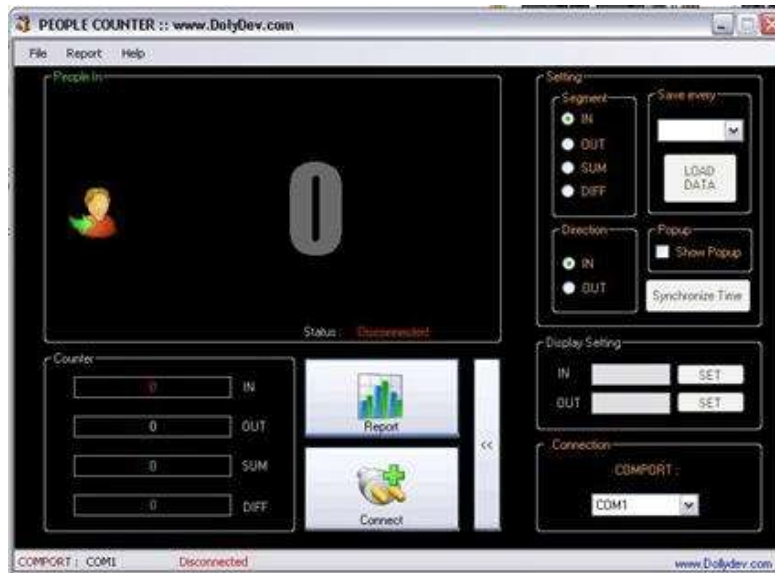 PEOPLE COUNTER :: www.DolyDev.com
File Report Help
People In
0
Status : Disconnected
Counter
0 IN
0 OUT
0 SUM
0 DIFF
Report
Connect
<<
Setting
Segment
IN
OUT
SUM
DIFF
Save every
LOAD
DATA
Direction
IN
OUT
Popup
Show Popup
Synchronize Time
Display Setting
IN SET
OUT SET
Connection
COMPORT :
COM1
COMPORT : COM1 Disconnected www.Dollydev.com